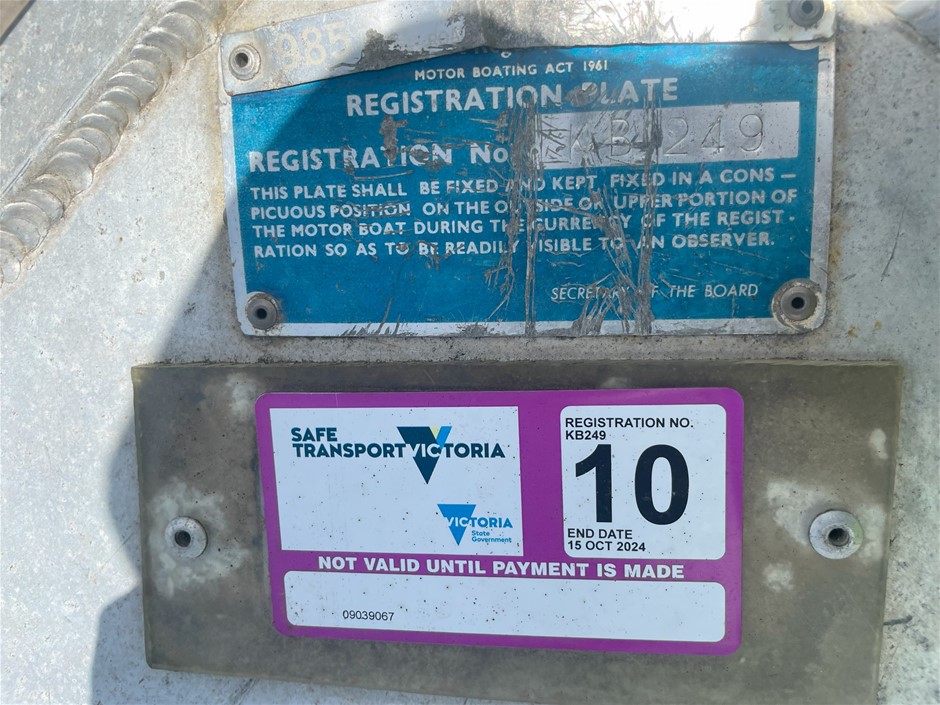 985
MOTOR BOATING ACT 1961
REGISTRATION PLATE
REGISTRATION No KB 249
THIS PLATE SHALL BE FIXED AND KEPT FIXED IN A CONS —
PICUOUS POSITION ON THE OUTSIDE OR UPPER PORTION OF
THE MOTOR BOAT DURING THE CURRENCY OF THE REGIST -
RATION SO AS TO BE READILY VISIBLE TO AN OBSERVER.
SECRETARY OF THE BOARD
SAFE
TRANSPORT VICTORIA
VICTORIA
State
Government
REGISTRATION NO.
KB249
10
END DATE
15 OCT 2024
NOT VALID UNTIL PAYMENT IS MADE
09039067